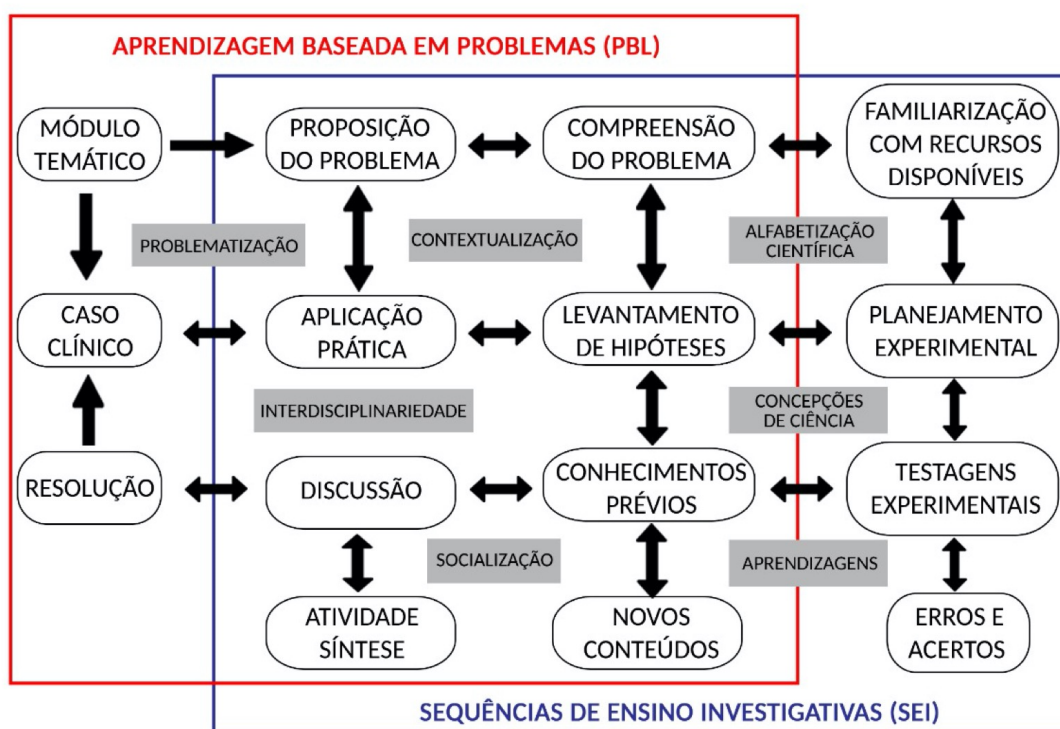 APRENDIZAGEM BASEADA EM PROBLEMAS (PBL)
MÓDULO
TEMÁTICO
PROPOSIÇÃO
DO PROBLEMA
COMPREENSÃO
DO PROBLEMA
FAMILIARIZAÇÃO
COM RECURSOS
DISPONÍVEIS
PROBLEMATIZAÇÃO
CONTEXTUALIZAÇÃO
ALFABETIZAÇÃO
CIENTÍFICA
CASO
CLÍNICO
APLICAÇÃO
PRÁTICA
LEVANTAMENTO
DE HIPÓTESES
PLANEJAMENTO
EXPERIMENTAL
INTERDISCIPLINARIEDADE
CONCEPÇÕES
DE CIÊNCIA
RESOLUÇÃO
DISCUSSÃO
CONHECIMENTOS
PRÉVIOS
TESTAGENS
EXPERIMENTAIS
SOCIALIZAÇÃO
APRENDIZAGENS
ATIVIDADE
SÍNTESE
NOVOS
CONTEÚDOS
ERROS E
ACERTOS
SEQUÊNCIAS DE ENSINO INVESTIGATIVAS (SEI)